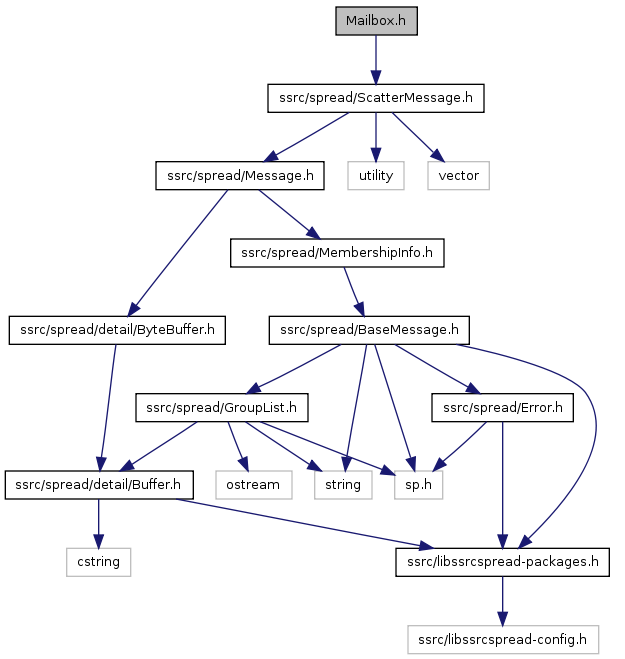 Mailbox.h
ssrc/spread/ScatterMessage.h
ssrc/spread/Message.h
utility
vector
ssrc/spread/MembershipInfo.h
ssrc/spread/detail/ByteBuffer.h
ssrc/spread/BaseMessage.h
ssrc/spread/GroupList.h
ssrc/spread/Error.h
ssrc/spread/detail/Buffer.h
ostream
string
sp.h
cstring
ssrc/libssrcspread-packages.h
ssrc/libssrcspread-config.h